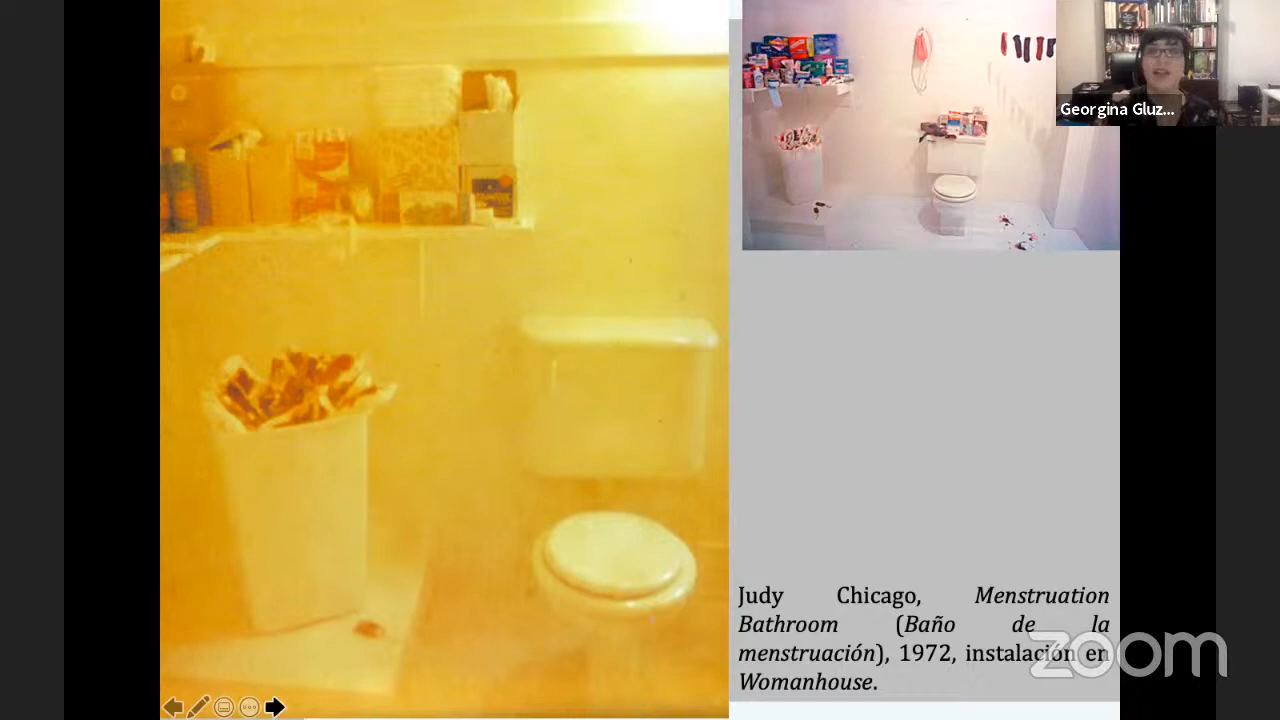 Georgina Gluz...
Judy Chicago, Menstruation
Bathroom (Baño de la
menstruación), 1972, instalación en
Womanhouse.
zoom